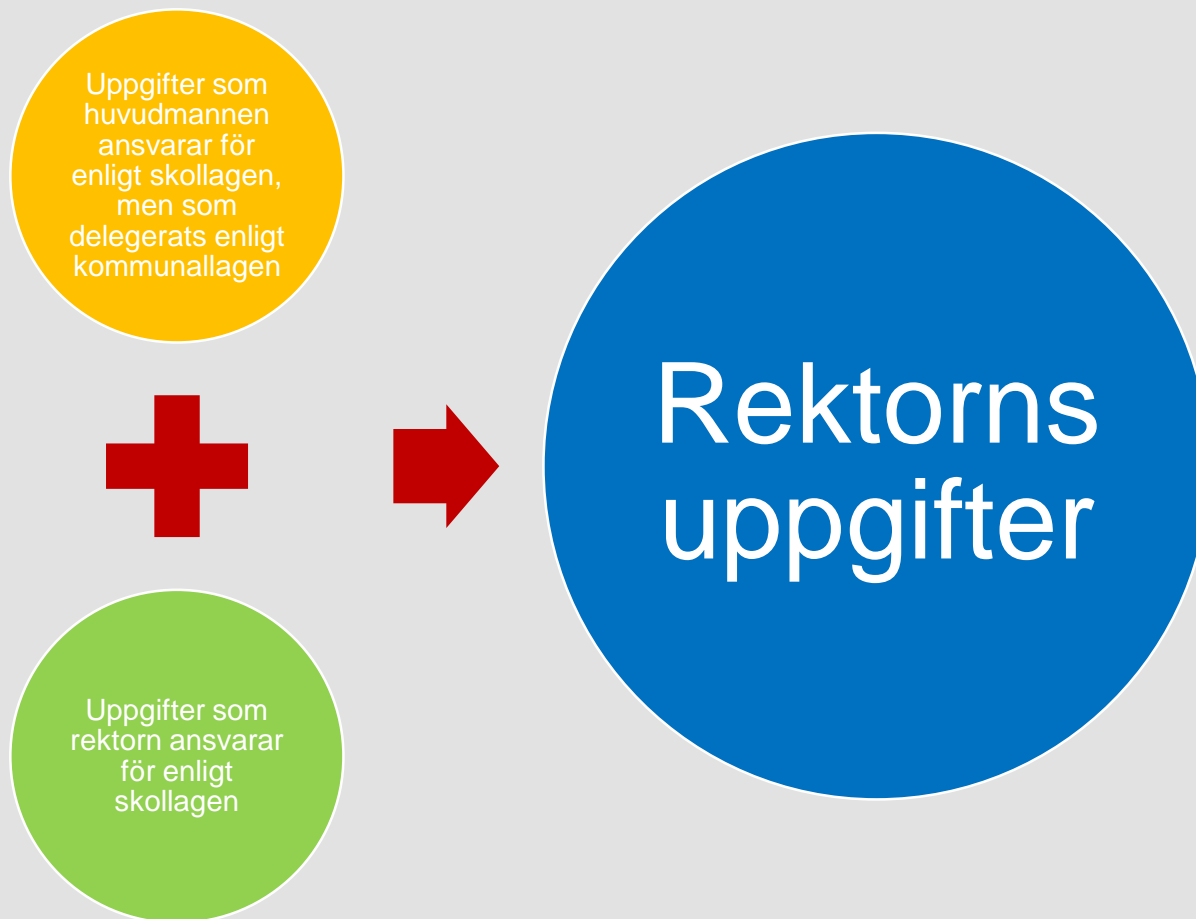 Uppgifter som
huvudmannen
ansvarar för
enligt skollagen,
men som
delegerats enligt
kommunallagen
Uppgifter som
rektorn ansvarar
för enligt
skollagen
Rektorns
uppgifter